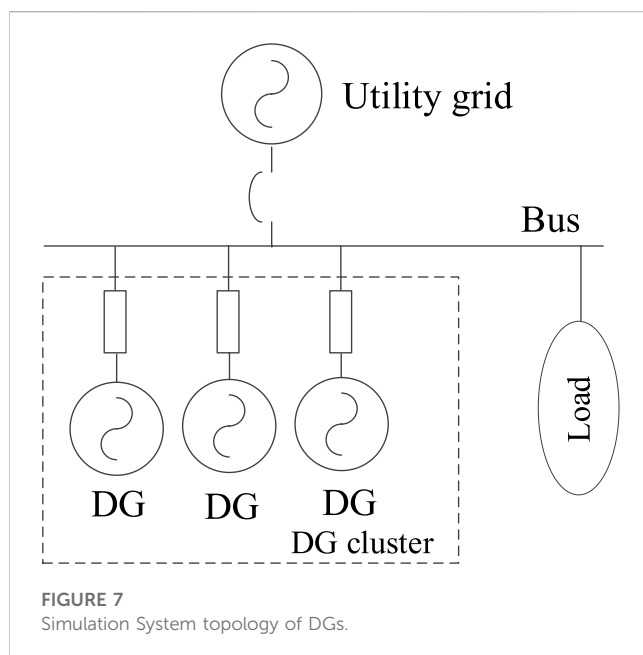 Utility grid
Bus
Load
DG
DG
DG
DG cluster
FIGURE 7
Simulation System topology of DGs.